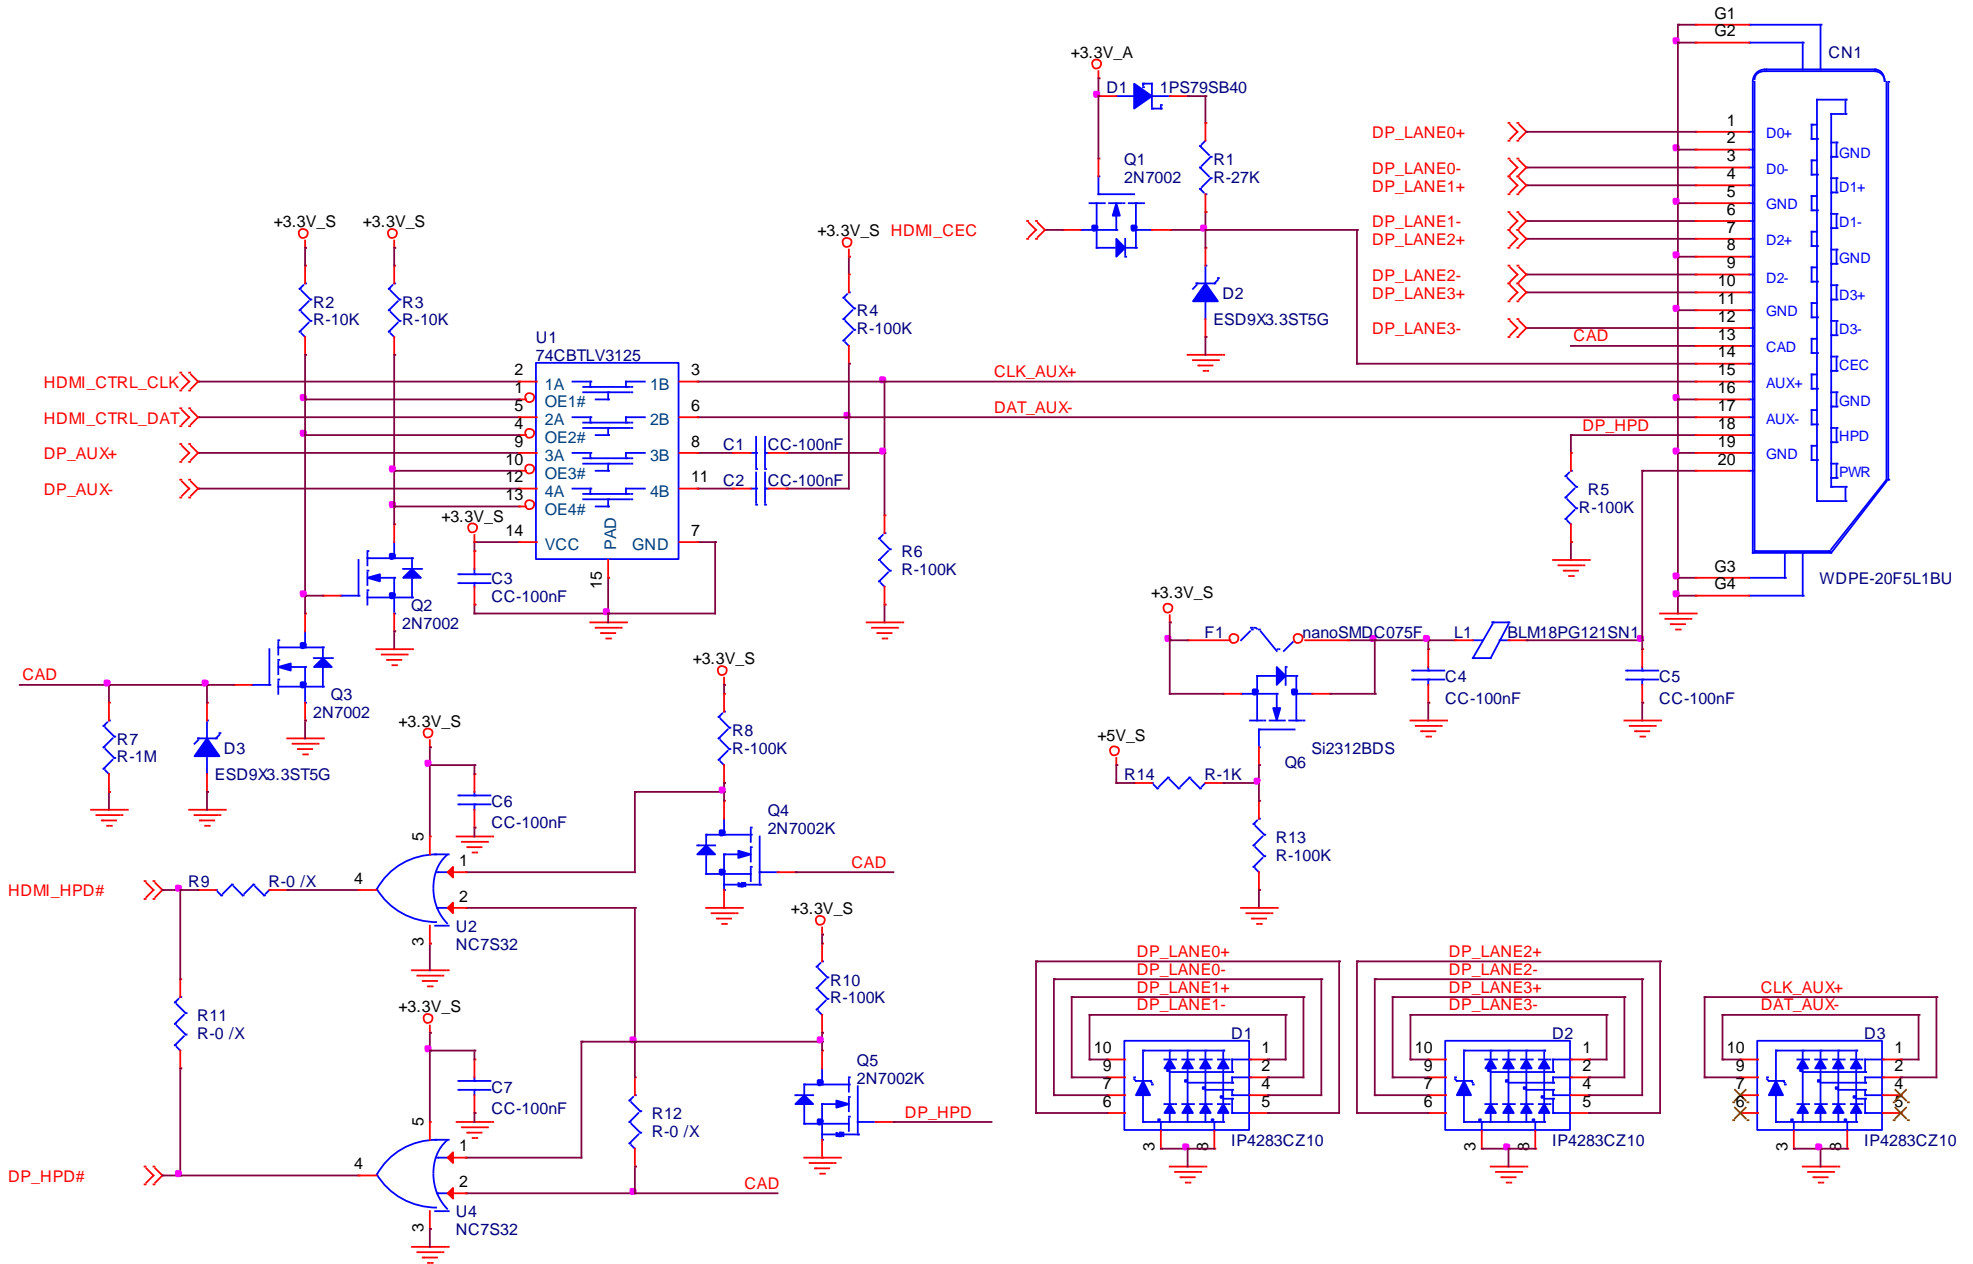 G1
G2
CN1
+3.3V_A
D1
1PS79SB40
Q1
2N7002
R1
R-27K
HDMI_CEC
D2
ESD9X3.3ST5G
DP_LANE0+
DP_LANE0-
DP_LANE1+
DP_LANE1-
DP_LANE2+
DP_LANE2-
DP_LANE3+
DP_LANE3-
CAD
DP_HPD
1
2
3
4
5
6
7
8
9
10
11
12
13
14
15
16
17
18
19
20
D0+
GND
D0-
D1+
GND
D1-
D2+
GND
D2-
D3+
GND
D3-
CAD
CEC
AUX+
GND
AUX-
HPD
GND
PWR
G3
G4
WDPE-20F5L1BU
R5
R-100K
+3.3V_S
+3.3V_S
R2
R-10K
R3
R-10K
+3.3V_S
R4
R-100K
U1
74CBTLV3125
HDMI_CTRL_CLK
HDMI_CTRL_DAT
DP_AUX+
DP_AUX-
2
1
5
4
9
10
12
13
14
1A
OE1#
2A
OE2#
3A
OE3#
4A
OE4#
VCC
PAD
GND
1B
2B
3B
4B
3
6
8
11
7
15
CLK_AUX+
DAT_AUX-
C1
CC-100nF
C2
CC-100nF
+3.3V_S
C3
CC-100nF
R6
R-100K
Q2
2N7002
CAD
Q3
2N7002
R7
R-1M
D3
ESD9X3.3ST5G
+3.3V_S
F1
nanoSMDC075F
L1
BLM18PG121SN1
C4
CC-100nF
C5
CC-100nF
Si2312BDS
Q6
+5V_S
R14
R-1K
R13
R-100K
+3.3V_S
C6
CC-100nF
+3.3V_S
R8
R-100K
Q4
2N7002K
CAD
HDMI_HPD#
R9
R-0 /X
4
5
1
2
3
U2
NC7S32
R11
R-0 /X
+3.3V_S
R10
R-100K
Q5
2N7002K
DP_HPD
+3.3V_S
C7
CC-100nF
R12
R-0 /X
DP_HPD#
4
5
1
2
3
CAD
U4
NC7S32
DP_LANE0+
DP_LANE0-
DP_LANE1+
DP_LANE1-
D1
10
9
7
6
1
2
4
5
3
8
IP4283CZ10
DP_LANE2+
DP_LANE2-
DP_LANE3+
DP_LANE3-
D2
10
9
7
6
1
2
4
5
3
8
IP4283CZ10
CLK_AUX+
DAT_AUX-
D3
10
9
7
6
1
2
4
5
3
8
IP4283CZ10